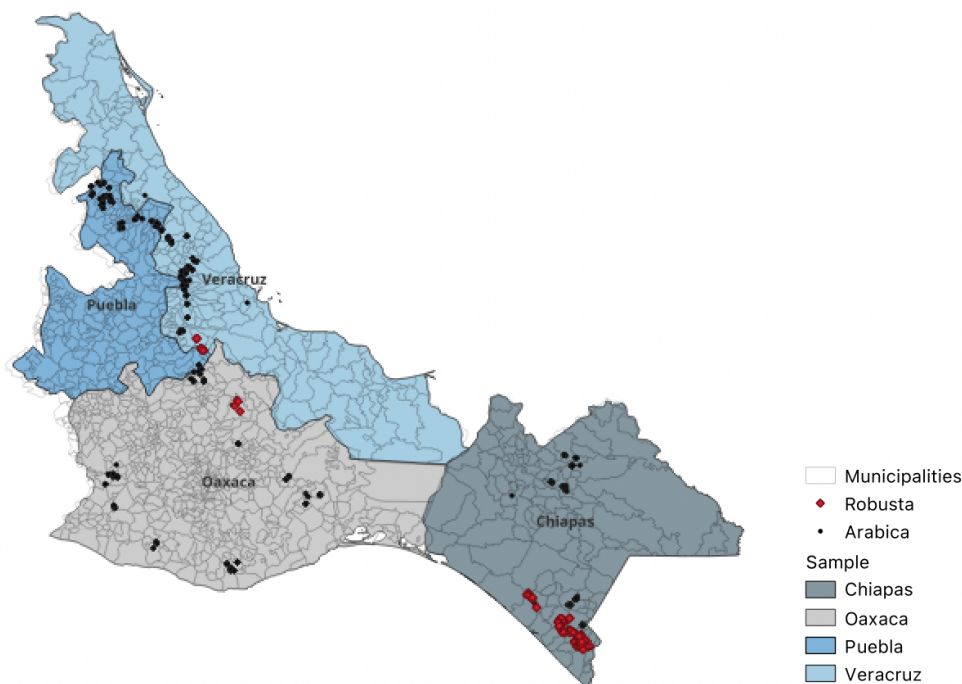 Veracruz
Puebla
Oaxaca
Chiapas
Municipalities
Robusta
Arabica
Sample
Chiapas
Oaxaca
Puebla
Veracruz